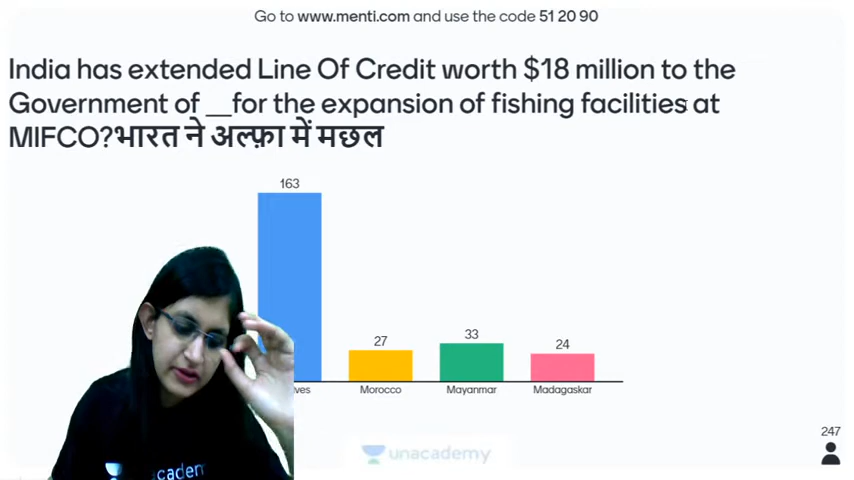 Go to www.menti.com and use the code 51 20 90
India has extended Line Of Credit worth $18 million to the
Government of __for the expansion of fishing facilities at
MIFCO?भारत ने अल्फ़ा में मछल
163
27
33
24
ves
Morocco
Mayanmar
Madagaskar
247
unacademy
cadem